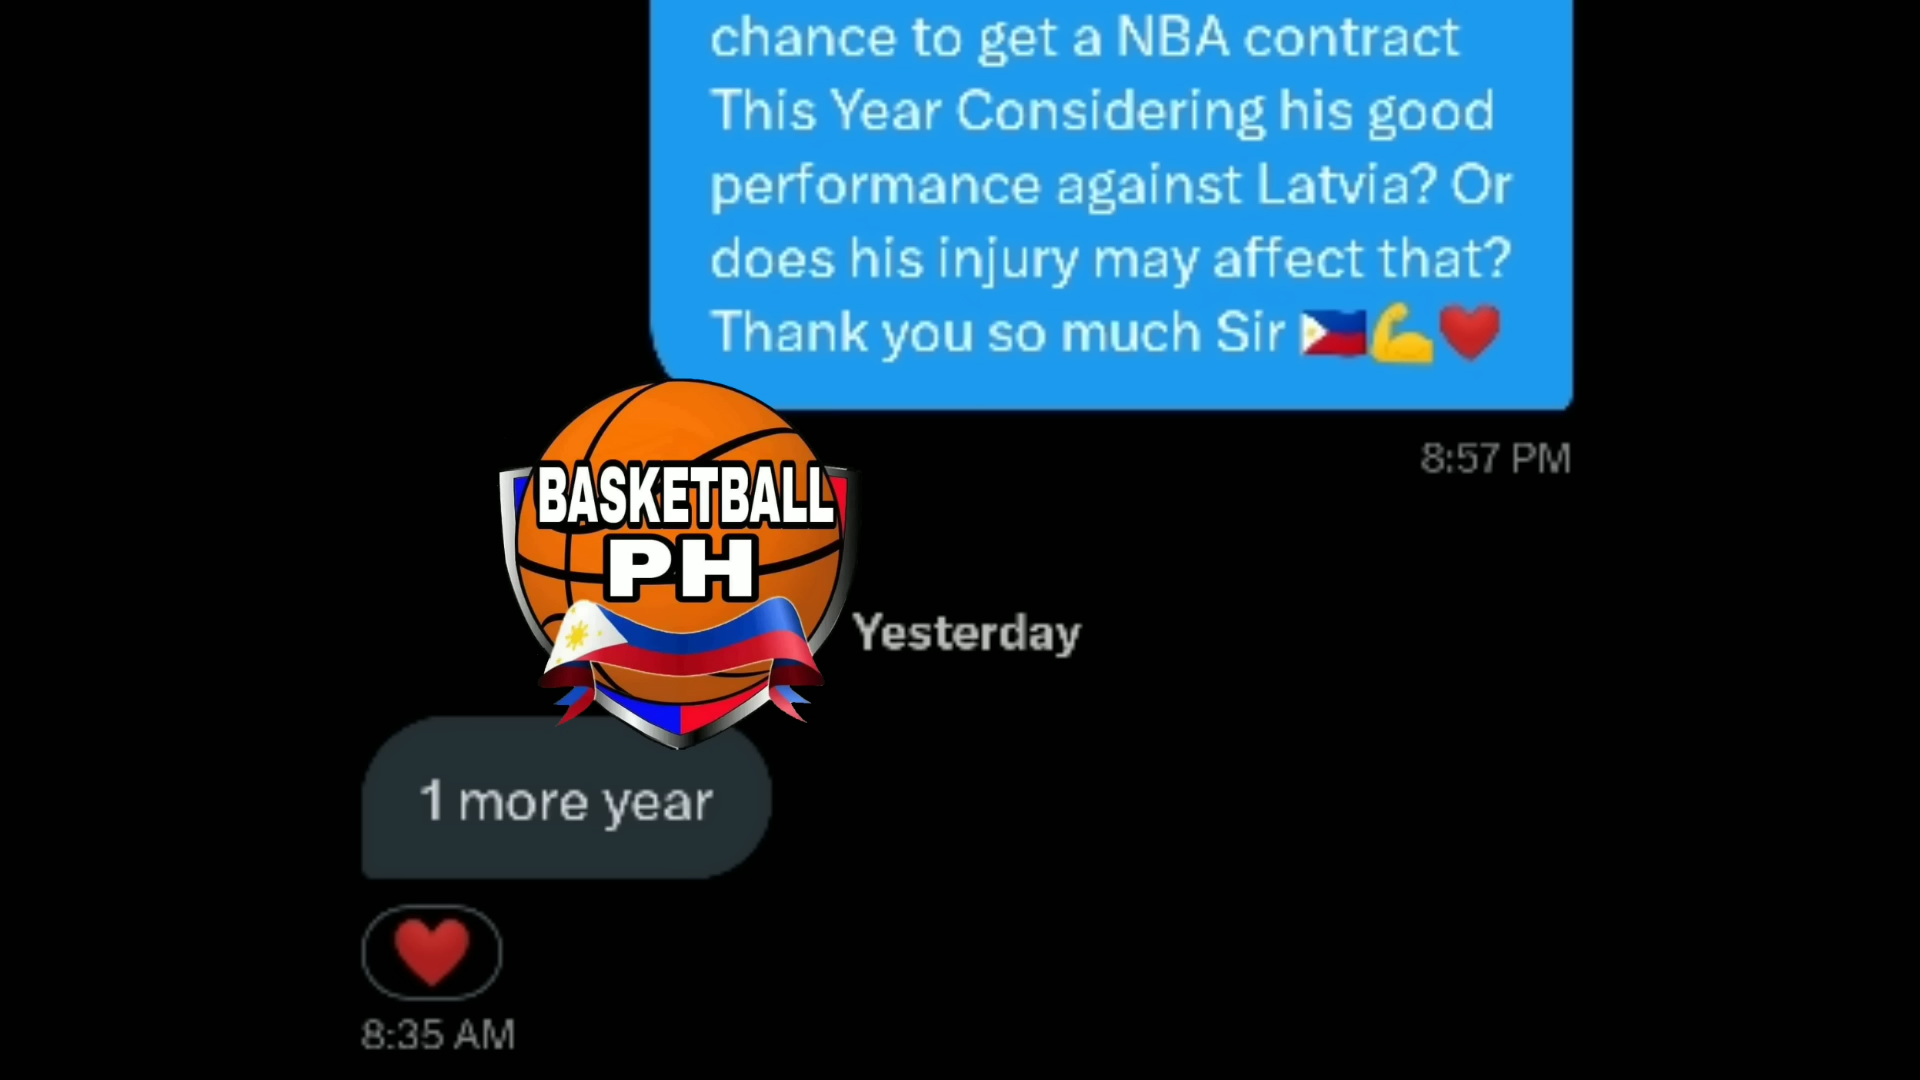 chance to get a NBA contract
This Year Considering his good
performance against Latvia? Or
does his injury may affect that?
Thank you so much Sir 🇵🇭💪❤️
8:57 PM
BASKETBALL
PH
Yesterday
1 more year
❤️
8:35 AM